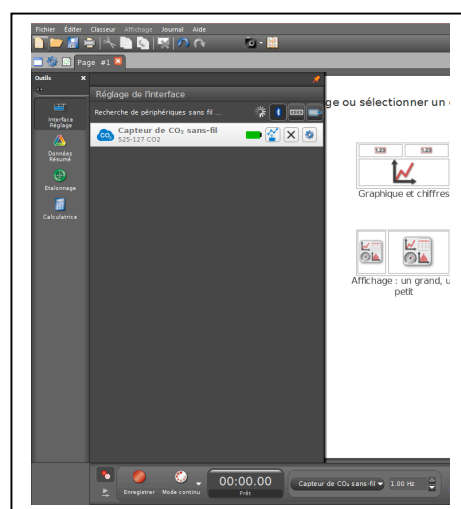 Fichier Éditer Classeur Affichage Journal Aide
Page #1
Outils
Réglage de l'interface
Recherche de périphériques sans fil ...
Capteur de CO₂ sans-fil
525-127 CO2
Interface
Réglage
Données
Résumé
Etalonnage
Calculatrice
ge ou sélectionner un
1.23 1.23
Graphique et chiffres
Affichage : un grand, u
petit
Enregistrer
Mode continu
00:00.00
Prêt
Capteur de CO₂ sans-fil
1.00 Hz